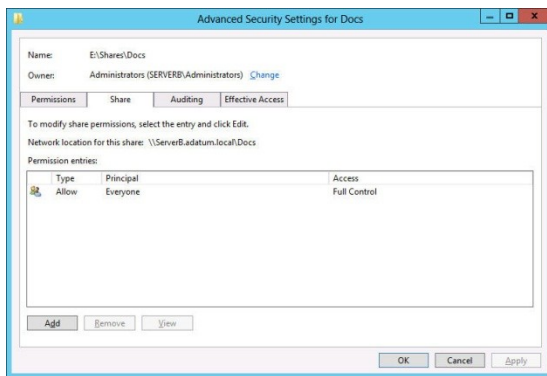 Advanced Security Settings for Docs
Name: E:\Shares\Docs
Owner: Administrators (SERVERB\Administrators) Change
Permissions Share Auditing Effective Access
To modify share permissions, select the entry and click Edit.
Network location for this share: \\ServerB.adatum.local\Docs
Permission entries:
Type Principal Access
Allow Everyone Full Control
Add Remove View
OK Cancel Apply